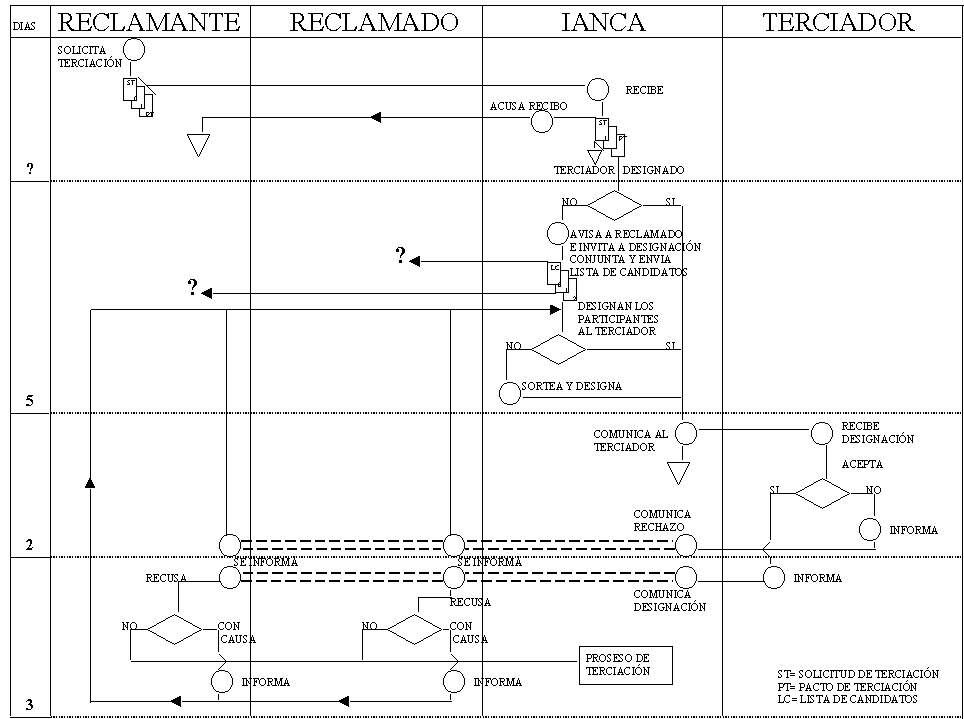 DIAS
RECLAMANTE
RECLAMADO
IANCA
TERCIADOR
SOLICITA
TERCIACIÓN
ST
PT
RECIBE
ACUSA RECIBO
ST
PT
?
TERCIADOR DESIGNADO
NO
SI
AVISA A RECLAMADO
E INVITA A DESIGNACIÓN
CONJUNTA Y ENVIA
LISTA DE CANDIDATOS
?
LC
?
DESIGNAN LOS
PARTICIPANTES
AL TERCIADOR
NO
SI
SORTEA Y DESIGNA
5
COMUNICA AL
TERCIADOR
RECIBE
DESIGNACIÓN
ACEPTA
SI
NO
COMUNICA
RECHAZO
INFORMA
2
SE INFORMA
SE INFORMA
RECUSA
COMUNICA
DESIGNACIÓN
INFORMA
RECUSA
NO
CON
CAUSA
NO
CON
CAUSA
PROSESO DE
TERCIACIÓN
INFORMA
INFORMA
ST= SOLICITUD DE TERCIACIÓN
PT= PACTO DE TERCIACIÓN
LC= LISTA DE CANDIDATOS
3